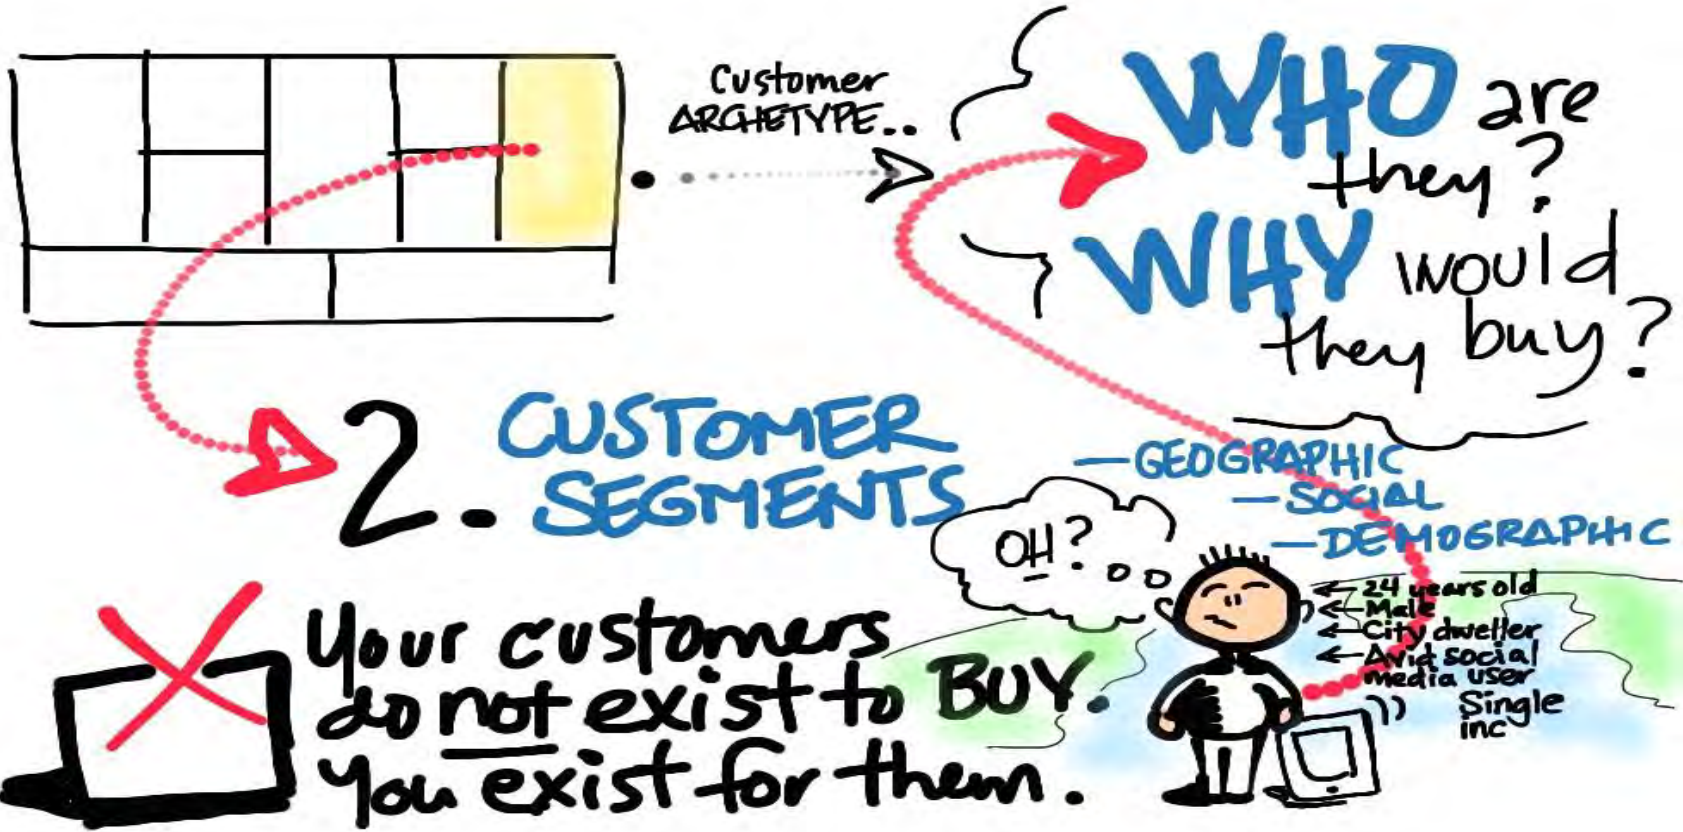 Customer
ARCHETYPE..
WHO are
they?
WHY would
they buy?
2. CUSTOMER
SEGMENTS
—GEOGRAPHIC
—SOCIAL
—DEMOGRAPHIC
OH?
24 years old
Male
City dweller
Avid social
media user
Single
inc
Your customers
do not exist to BUY.
You exist for them.